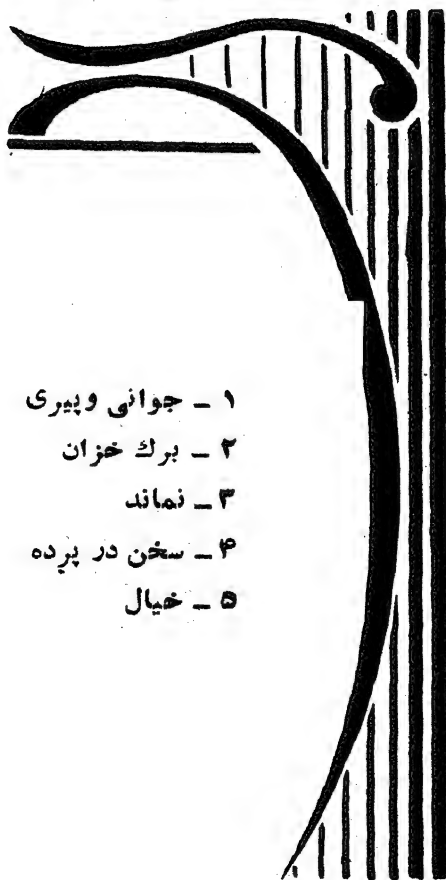 ۱ - جوانی وپیری
۲ - برك خزان
۳ - نماند
۴ - سخن در پرده
۵ - خیال